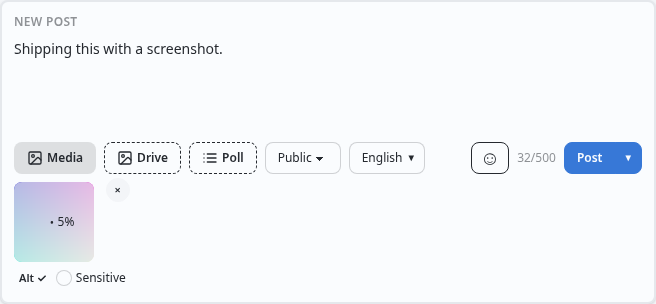 NEW POST
Shipping this with a screenshot.
Media Drive Poll Public English 32/500 Post
• 5%
Alt ✓ Sensitive